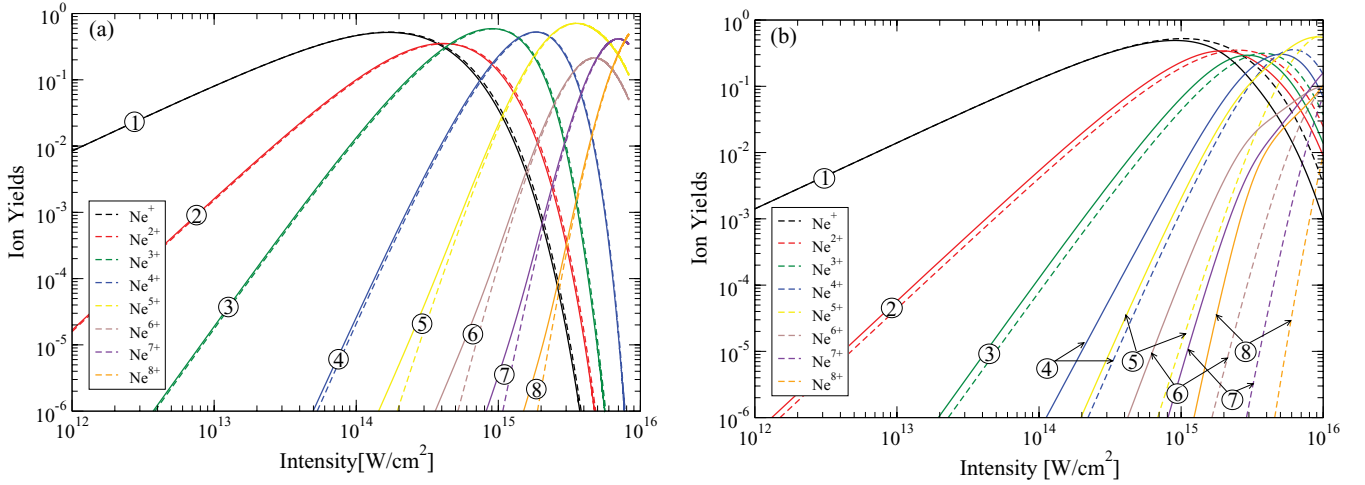 (a)
10^0
10^-1
10^-2
10^-3
10^-4
10^-5
10^-6
Ion Yields
1
2
3
4
5
6
7
8
Ne^+
Ne^2+
Ne^3+
Ne^4+
Ne^5+
Ne^6+
Ne^7+
Ne^8+
10^12
10^13
10^14
10^15
10^16
Intensity[W/cm^2]
(b)
10^0
10^-1
10^-2
10^-3
10^-4
10^-5
10^-6
Ion Yields
1
2
3
4
5
6
7
8
Ne^+
Ne^2+
Ne^3+
Ne^4+
Ne^5+
Ne^6+
Ne^7+
Ne^8+
10^12
10^13
10^14
10^15
10^16
Intensity [W/cm^2]